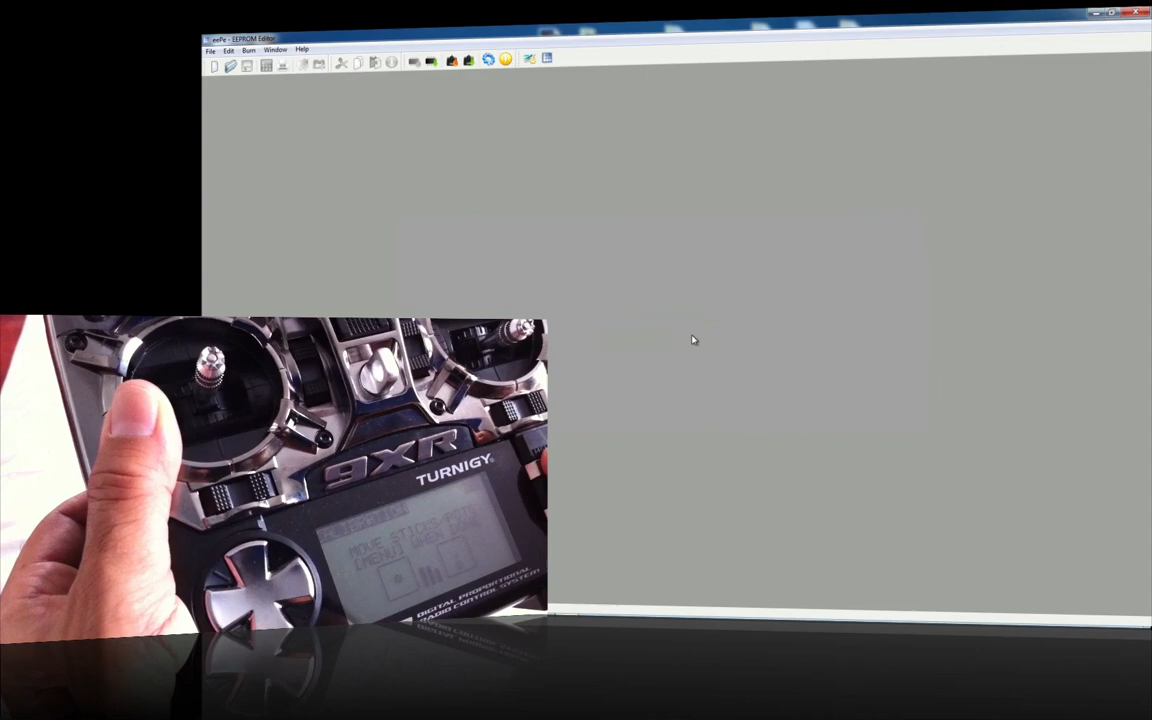 eePe - EEPROM Editor
File Edit Burn Window Help
9XR
TURNIGY
MOVE STICKS/POTS
[MENU] WHEN DONE
DIGITAL PROPORTIONAL
RADIO CONTROL SYSTEM